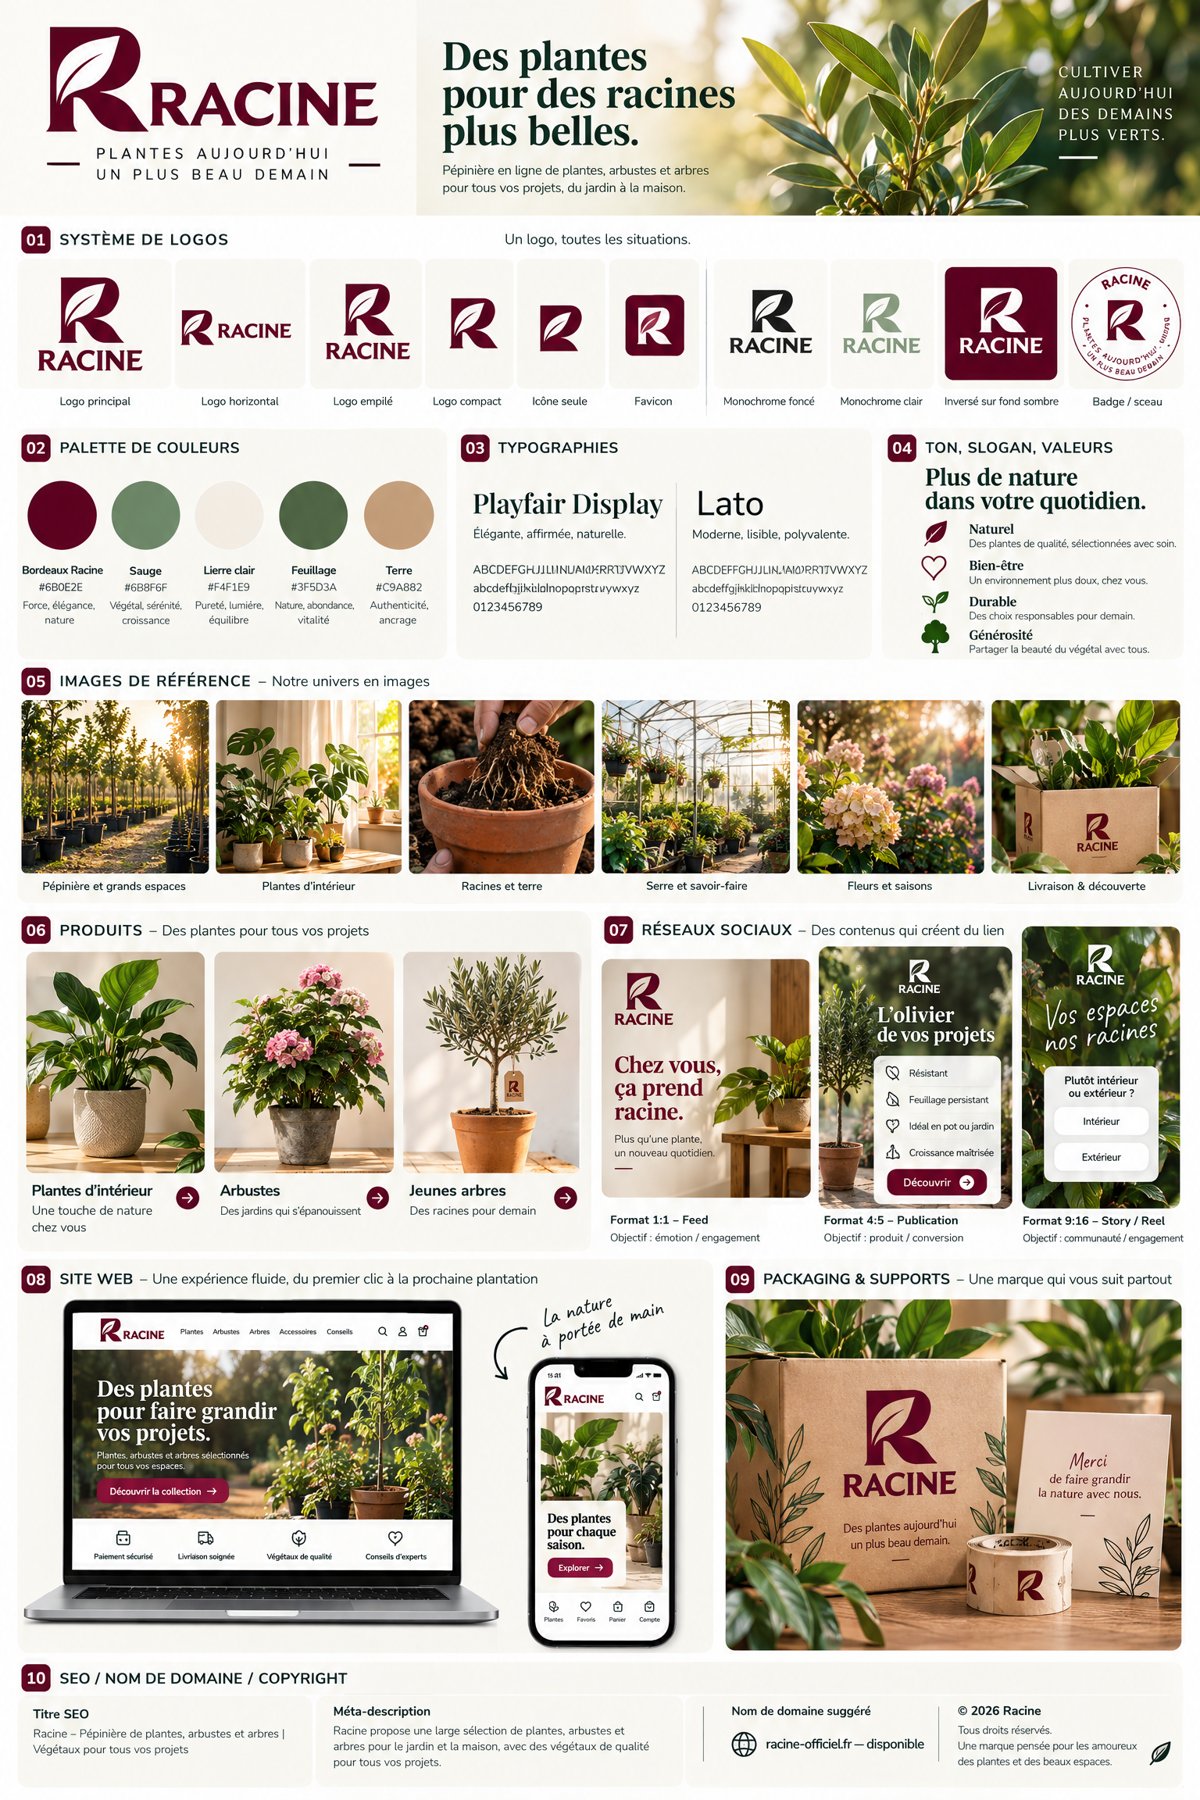 RRACINE
PLANTES AUJOURD'HUI
UN PLUS BEAU DEMAIN
Des plantes
pour des racines
plus belles.
Pépinière en ligne de plantes, arbustes et arbres
pour tous vos projets, du jardin à la maison.
CULTIVER
AUJOURD'HUI
DES DEMAINS
PLUS VERTS.
01 SYSTÈME DE LOGOS
Un logo, toutes les situations.
R RACINE
R RACINE
R RACINE
R
R
R
R RACINE
R RACINE
R RACINE
RACINE
R
PLANTES AUJOURD'HUI
UN PLUS BEAU DEMAIN
Logo principal
Logo horizontal
Logo empilé
Logo compact
Icône seule
Favicon
Monochrome foncé
Monochrome clair
Inversé sur fond sombre
Badge / sceau
02 PALETTE DE COULEURS
Bordeaux Racine
#6B0E2E
Force, élégance,
nature
Sauge
#6B8F6F
Végétal, sérénité,
croissance
Lierre clair
#F4F1E9
Pureté, lumière,
équilibre
Feuillage
#3F5D3A
Nature, abondance,
vitalité
Terre
#C9A882
Authenticité,
ancrage
03 TYPOGRAPHIES
Playfair Display
Élégante, affirmée, naturelle.
0123456789
Lato
Moderne, lisible, polyvalente.
0123456789
04 TON, SLOGAN, VALEURS
Plus de nature
dans votre quotidien.
Naturel
Des plantes de qualité, sélectionnées avec soin.
Bien-être
Un environnement plus doux, chez vous.
Durable
Des choix responsables pour demain.
Générosité
Partager la beauté du végétal avec tous.
05 IMAGES DE RÉFÉRENCE – Notre univers en images
R RACINE
Pépinière et grands espaces
Plantes d'intérieur
Racines et terre
Serre et savoir-faire
Fleurs et saisons
Livraison & découverte
06 PRODUITS – Des plantes pour tous vos projets
R RACINE
Plantes d'intérieur
Une touche de nature
chez vous
Arbustes
Des jardins qui s'épanouissent
Jeunes arbres
Des racines pour demain
07 RÉSEAUX SOCIAUX – Des contenus qui créent du lien
R RACINE
Chez vous,
ça prend
racine.
Plus qu'une plante,
un nouveau quotidien.
Format 1:1 – Feed
Objectif : émotion / engagement
R RACINE
L'olivier
de vos projets
Résistant
Feuillage persistant
Idéal en pot ou jardin
Croissance maîtrisée
Découvrir
Format 4:5 – Publication
Objectif : produit / conversion
R RACINE
Vos espaces
nos racines
Plutôt intérieur
ou extérieur ?
Intérieur
Extérieur
Format 9:16 – Story / Reel
Objectif : communauté / engagement
08 SITE WEB – Une expérience fluide, du premier clic à la prochaine plantation
RRACINE Plantes Arbustes Arbres Accessoires Conseils
Des plantes
pour faire grandir
vos projets.
Plantes, arbustes et arbres sélectionnés
pour tous vos espaces.
Découvrir la collection
Paiement sécurisé
Livraison soignée
Végétaux de qualité
Conseils d'experts
La nature
à portée de main
RRACINE
Des plantes
pour chaque
saison.
Explorer
Plantes Favoris Panier Compte
09 PACKAGING & SUPPORTS – Une marque qui vous suit partout
R RACINE
Des plantes aujourd'hui
un plus beau demain.
Merci
de faire grandir
la nature avec nous.
R
10 SEO / NOM DE DOMAINE / COPYRIGHT
Titre SEO
Racine – Pépinière de plantes, arbustes et arbres |
Végétaux pour tous vos projets
Méta-description
Racine propose une large sélection de plantes, arbustes et
arbres pour le jardin et la maison, avec des végétaux de qualité
pour tous vos projets.
Nom de domaine suggéré
racine-officiel.fr — disponible
© 2026 Racine
Tous droits réservés.
Une marque pensée pour les amoureux
des plantes et des beaux espaces.